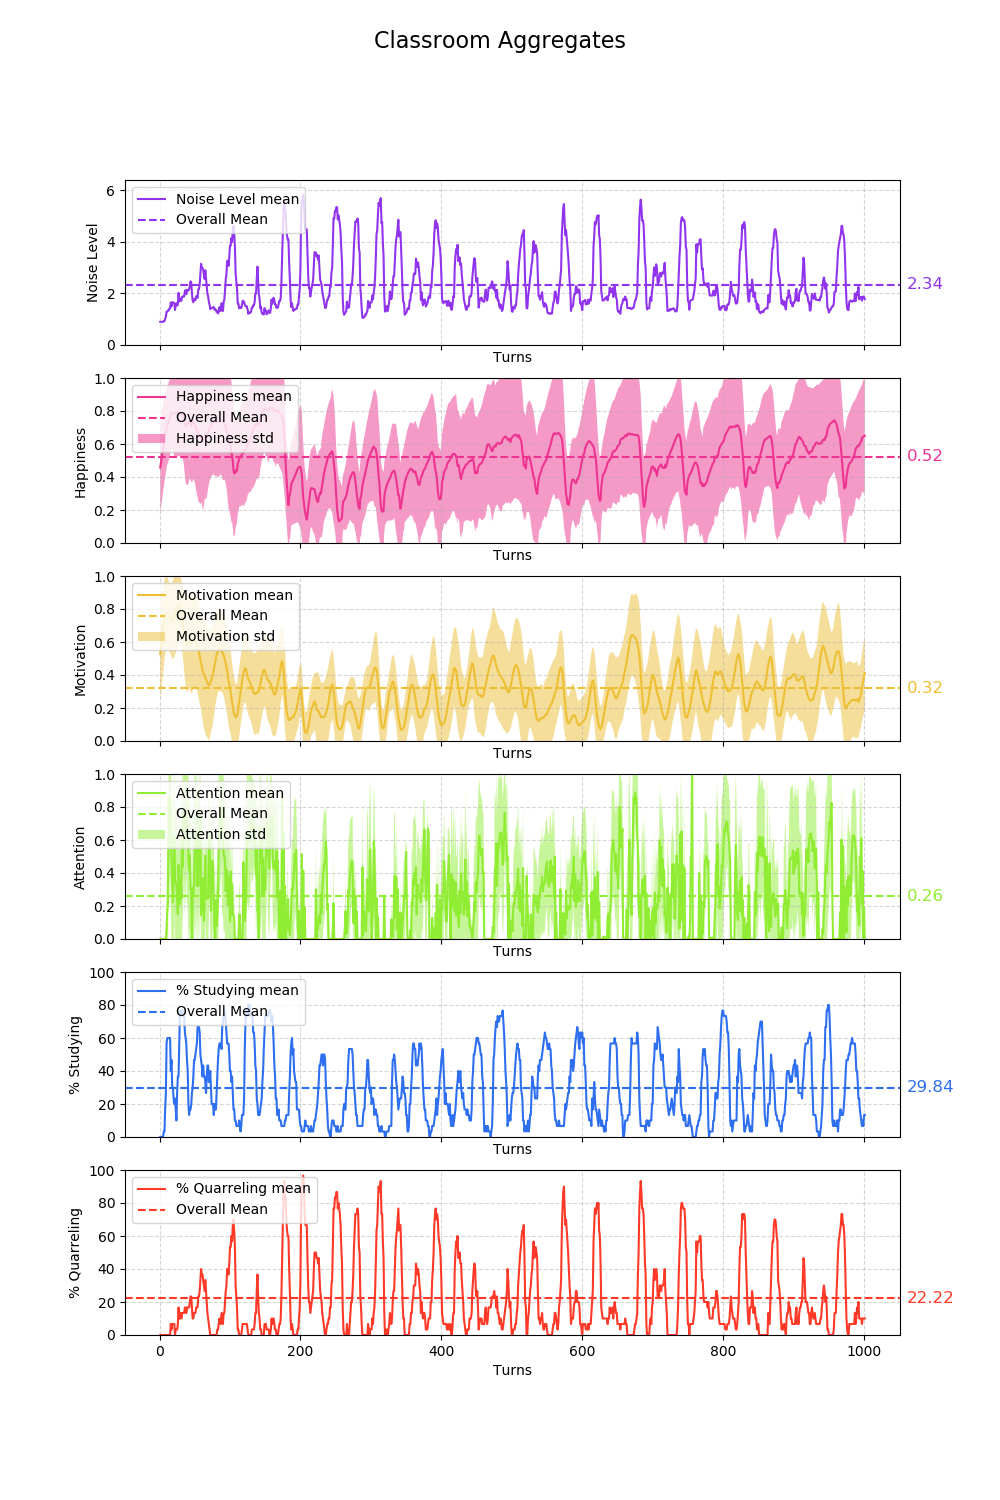 Classroom Aggregates
Noise Level
6
4
2
0
Noise Level mean
Overall Mean
2.34
Turns
Happiness
1.0
0.8
0.6
0.4
0.2
0.0
Happiness mean
Overall Mean
Happiness std
0.52
Turns
Motivation
1.0
0.8
0.6
0.4
0.2
0.0
Motivation mean
Overall Mean
Motivation std
0.32
Turns
Attention
1.0
0.8
0.6
0.4
0.2
0.0
Attention mean
Overall Mean
Attention std
0.26
Turns
% Studying
100
80
60
40
20
0
% Studying mean
Overall Mean
29.84
Turns
% Quarreling
100
80
60
40
20
0
% Quarreling mean
Overall Mean
22.22
0 200 400 600 800 1000
Turns